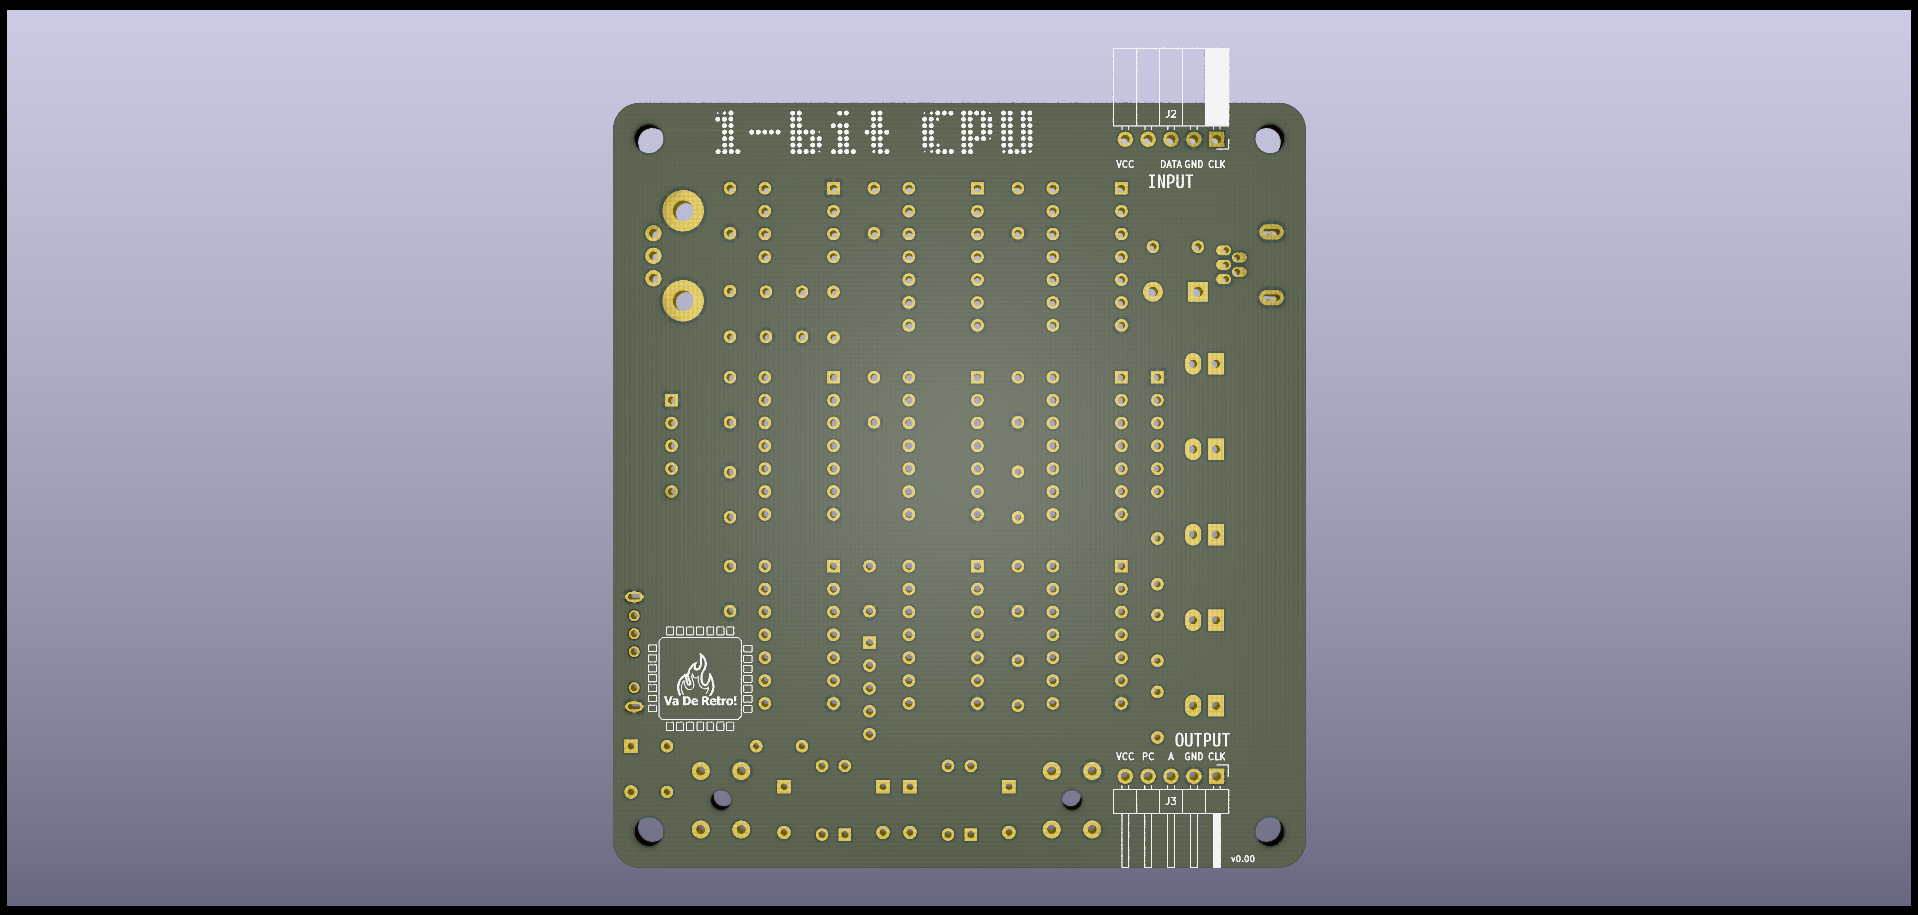 1-bit CPU
J2
VCC DATA GND CLK
INPUT
Va De Retro!
OUTPUT
VCC PC A GND CLK
J3
v0.00